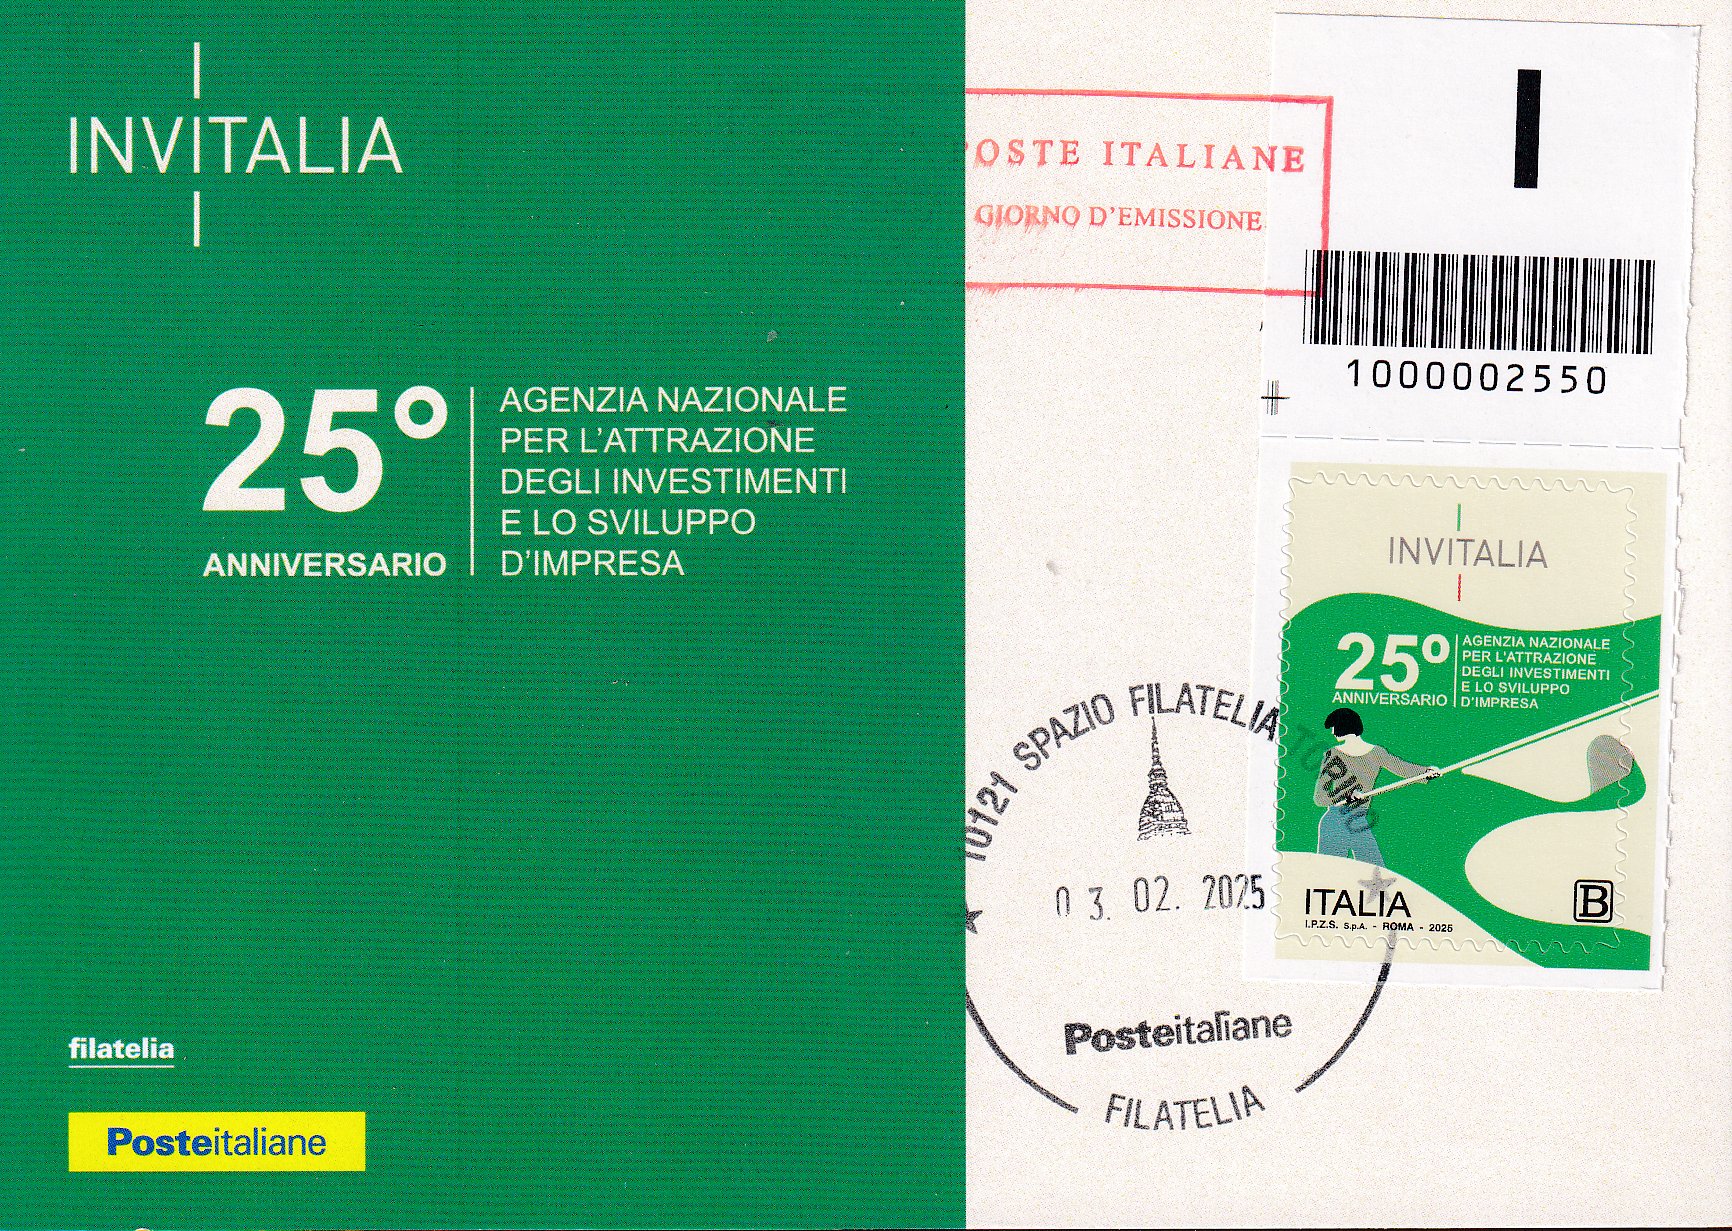 INVITALIA
25°
ANNIVERSARIO
AGENZIA NAZIONALE
PER L'ATTRAZIONE
DEGLI INVESTIMENTI
E LO SVILUPPO
D'IMPRESA
filatelia
Posteitaliane
OSTE ITALIANE
GIORNO D'EMISSIONE
I
1000002550
INVITALIA
25°
ANNIVERSARIO
AGENZIA NAZIONALE
PER L'ATTRAZIONE
DEGLI INVESTIMENTI
E LO SVILUPPO
D'IMPRESA
ITALIA
I.P.Z.S. S.p.A. - ROMA - 2025
B
10121 SPAZIO FILATELIA TORINO
03. 02. 2025
Posteitaliane
FILATELIA